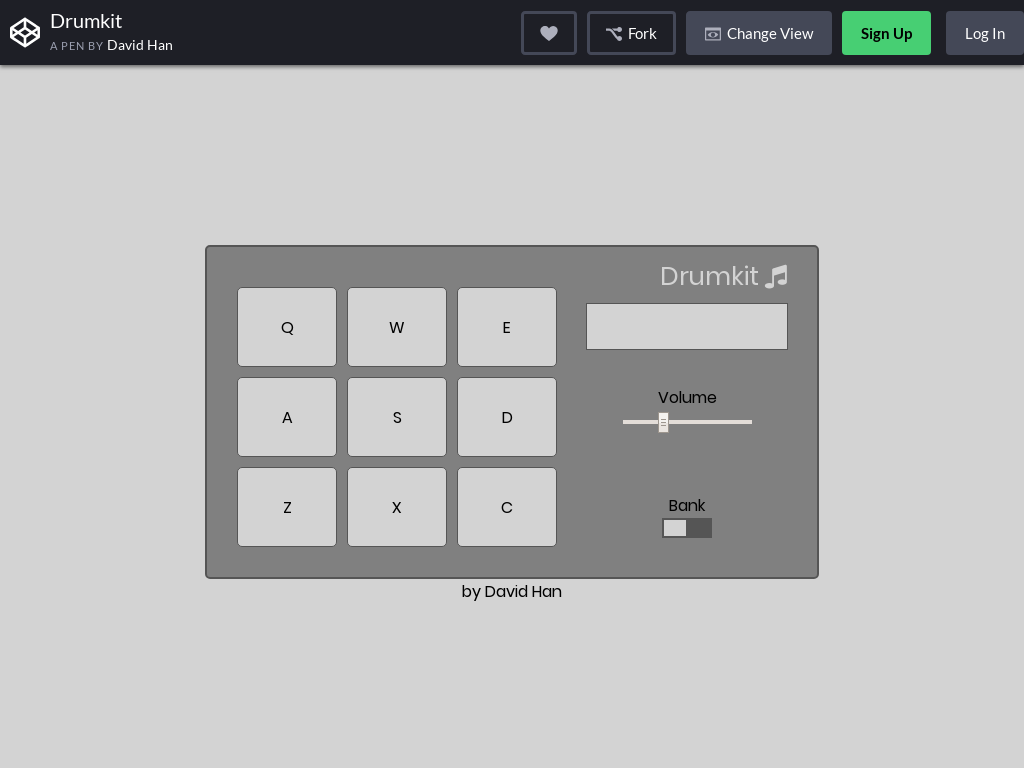 Drumkit
A PEN BY David Han
Fork
Change View
Sign Up
Log In
Drumkit
Q W E
A S D
Z X C
Volume
Bank
by David Han